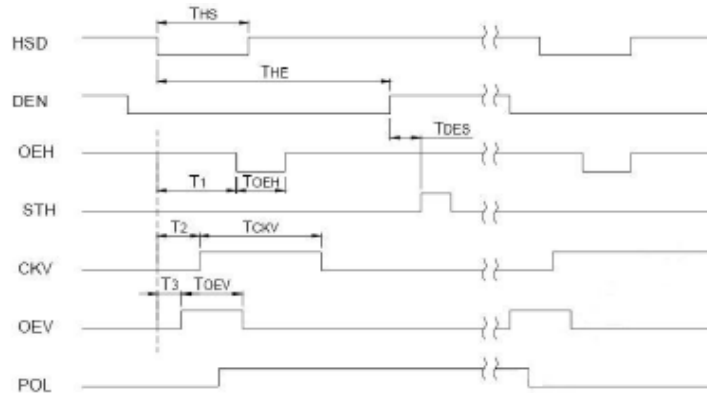 THS
HSD
THE
DEN
TDES
OEH
T1 TOEH
STH
T2 TCKV
CKV
T3 TOEV
OEV
POL